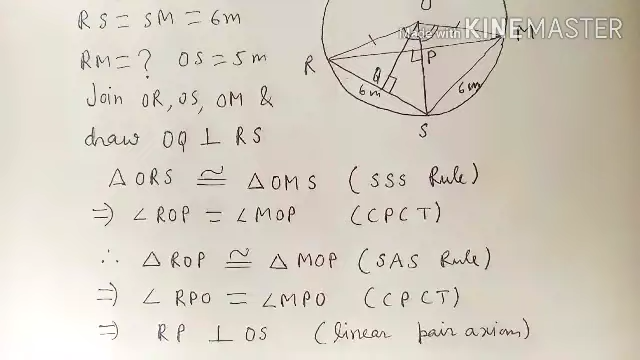 RS = SM = 6m
RM = ? OS = 5m
Join OR, OS, OM &
draw OQ ⊥ RS
△ ORS ≅ △ OMS (SSS Rule)
⇒ ∠ ROP = ∠ MOP (CPCT)
∴ △ ROP ≅ △ MOP (SAS Rule)
⇒ ∠ RPO = ∠MPO (CPCT)
⇒ RP ⊥ OS (linear pair axiom)
O
Made with KINEMASTER
M
R
Q
L P
6m
6m
S